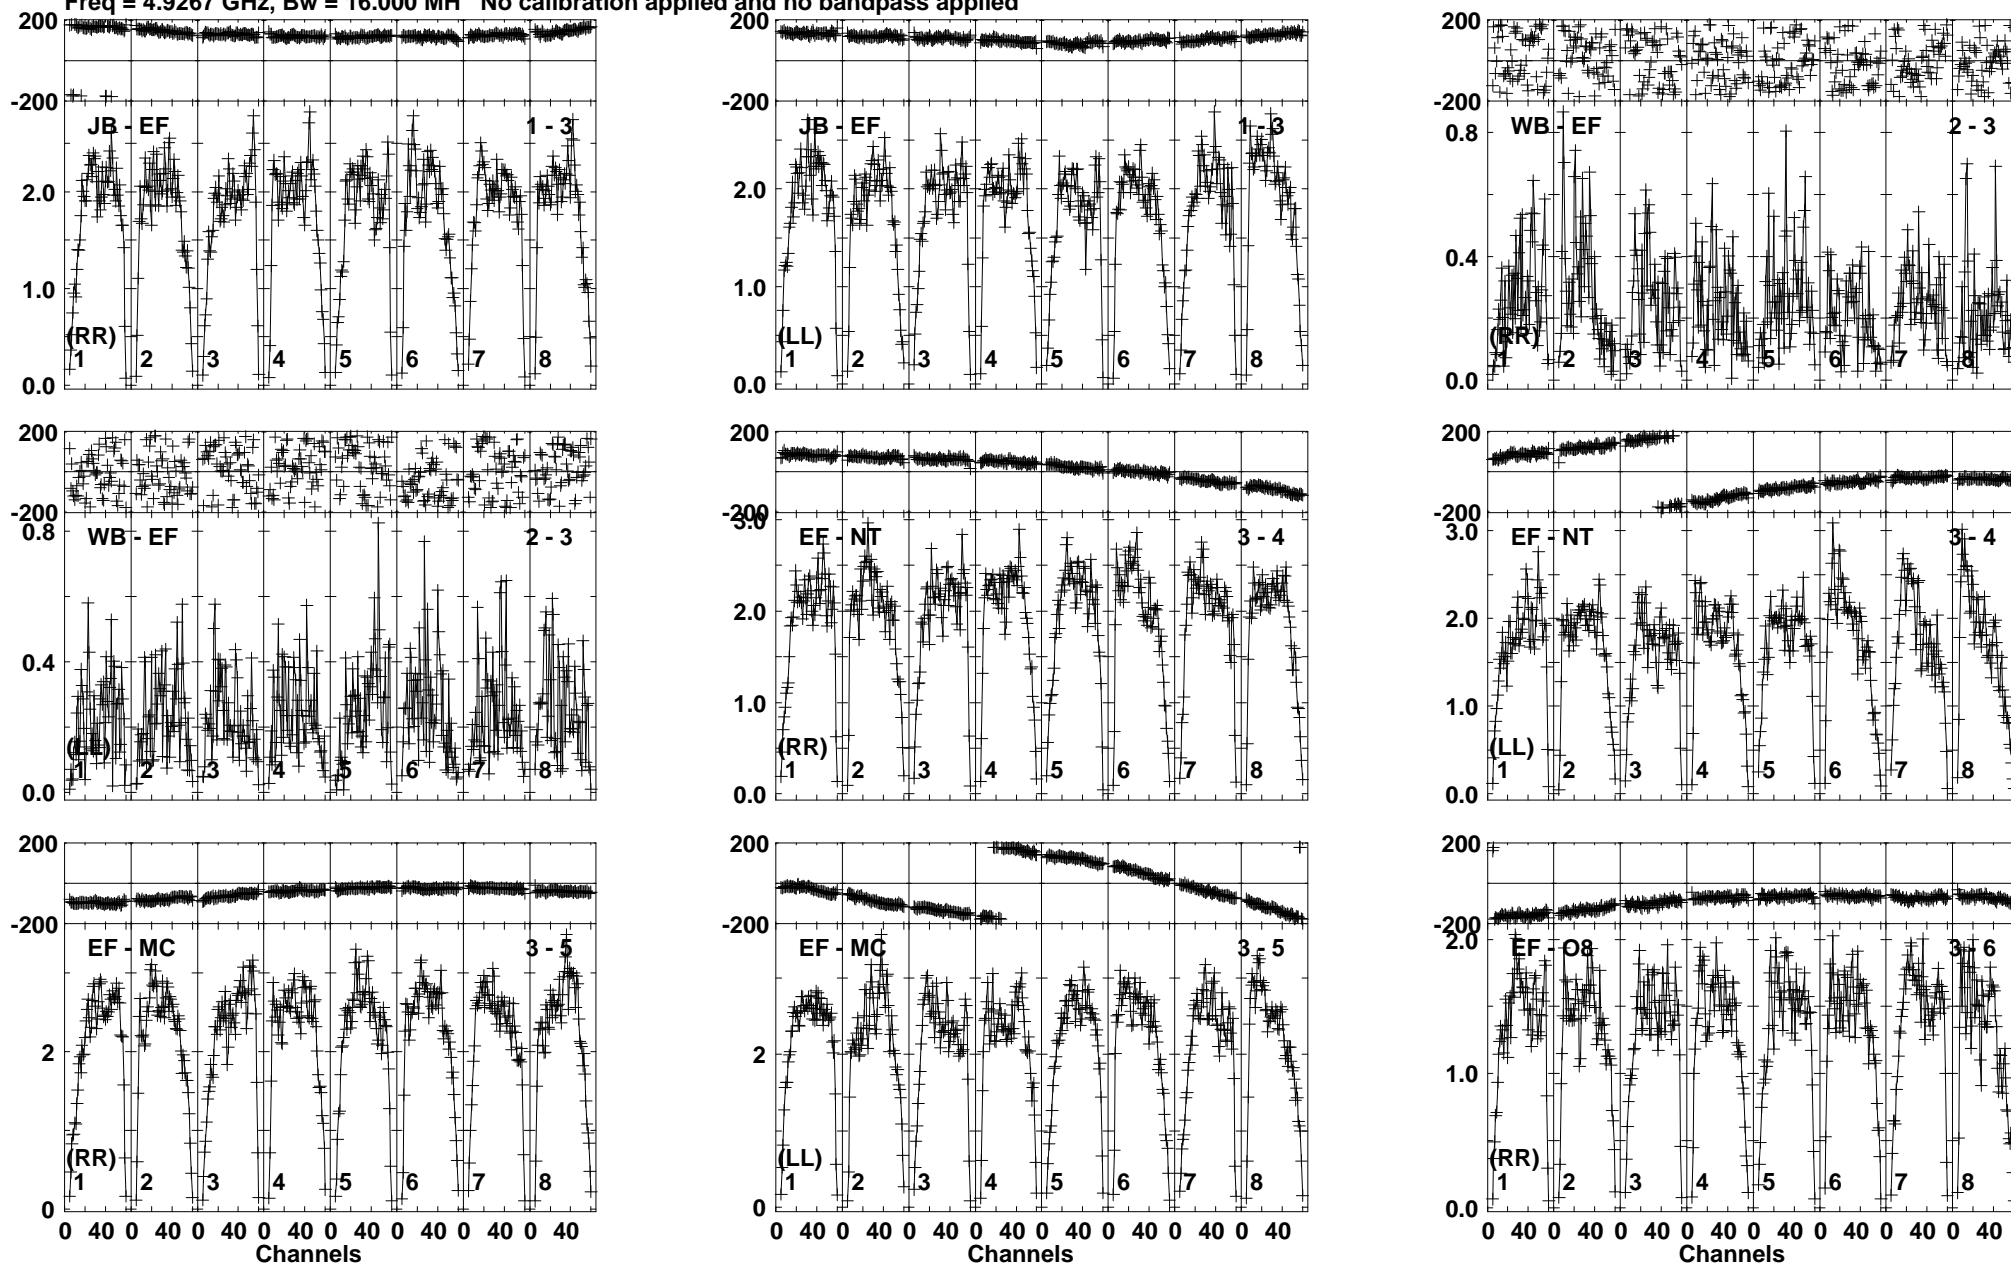 Freq = 4.9267 GHz, Bw = 16.000 MH No calibration applied and no bandpass applied
200 200 200
-200 -200 -200
JB - EF 1 - 3 JB - EF 1 - 3 WB - EF 2 - 3
2.0 2.0 0.8
1.0 1.0 0.4
(RR) (LL) (RR)
1 2 3 4 5 6 7 8 1 2 3 4 5 6 7 8 1 2 3 4 5 6 7 8
0.0 0.0 0.0
200 200 200
-200 -200 -200
WB - EF 2 - 3 EF - NT 3 - 4 EF - NT 3 - 4
0.8 3.0 3.0
0.4 2.0 2.0
1.0 1.0
(LL) (RR) (LL)
1 2 3 4 5 6 7 8 1 2 3 4 5 6 7 8 1 2 3 4 5 6 7 8
0.0 0.0 0.0
200 200 200
-200 -200 -200
EF - MC 3 - 5 EF - MC 3 - 5 EF - O8 3 - 6
2 2 2.0
1.0
(RR) (LL) (RR)
1 2 3 4 5 6 7 8 1 2 3 4 5 6 7 8 1 2 3 4 5 6 7 8
0 0 0.0
0 40 0 40 0 40 0 40 0 40 0 40 0 40 0 40 0 40 0 40 0 40 0 40 0 40 0 40 0 40 0 40 0 40 0 40 0 40 0 40 0 40 0 40 0 40 0 40
Channels Channels Channels